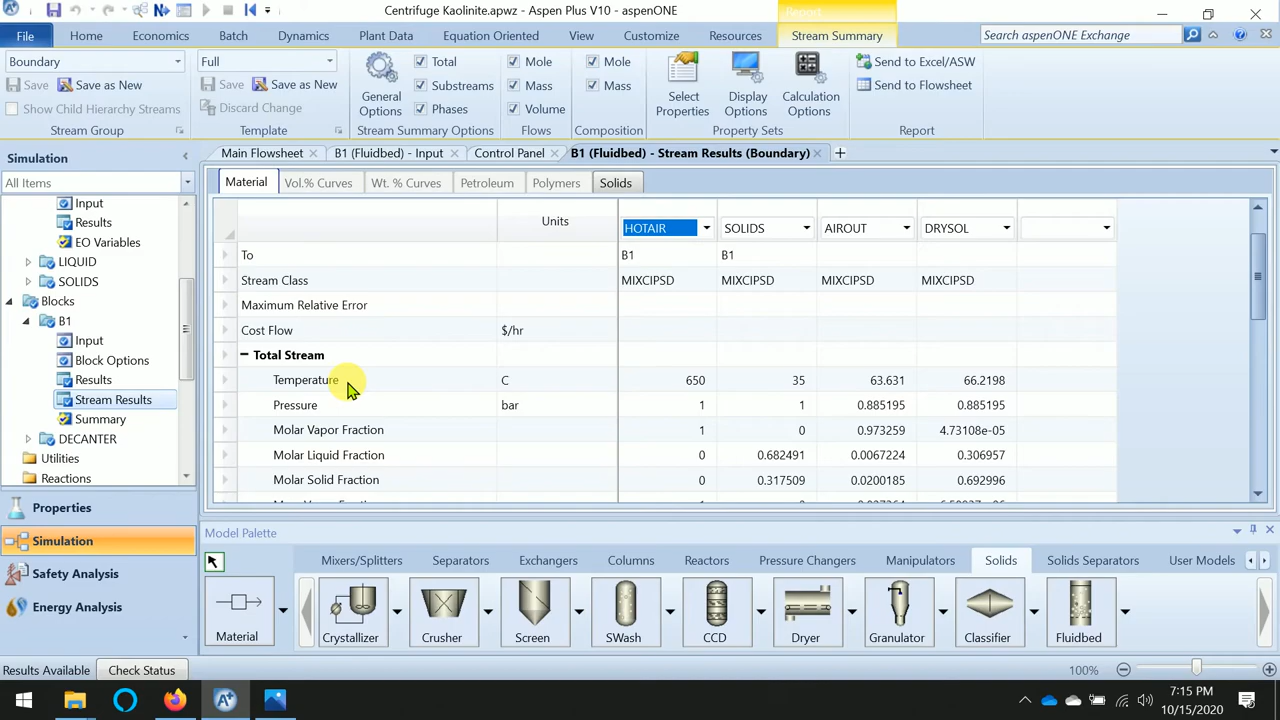 Centrifuge Kaolinite.apwz - Aspen Plus V10 - aspenONE
Report
File Home Economics Batch Dynamics Plant Data Equation Oriented View Customize Resources Stream Summary Search aspenONE Exchange
Boundary Full Total Mole Mole Send to Excel/ASW
Save Save as New Save Save as New Substreams Mass Mass Send to Flowsheet
Show Child Hierarchy Streams Discard Change General Options Phases Volume Select Properties Display Options Calculation Options
Stream Group Template Stream Summary Options Flows Composition Property Sets Report
Simulation Main Flowsheet B1 (Fluidbed) - Input Control Panel B1 (Fluidbed) - Stream Results (Boundary)
All Items Material Vol.% Curves Wt. % Curves Petroleum Polymers Solids
Input
Results
EO Variables
LIQUID
SOLIDS
Blocks
B1
Input
Block Options
Results
Stream Results
Summary
DECANTER
Utilities
Reactions
Units HOTAIR SOLIDS AIROUT DRYSOL
To B1 B1
Stream Class MIXCIPSD MIXCIPSD MIXCIPSD MIXCIPSD
Maximum Relative Error
Cost Flow $/hr
Total Stream
Temperature C 650 35 63.631 66.2198
Pressure bar 1 1 0.885195 0.885195
Molar Vapor Fraction 1 0 0.973259 4.73108e-05
Molar Liquid Fraction 0 0.682491 0.0067224 0.306957
Molar Solid Fraction 0 0.317509 0.0200185 0.692996
Properties
Simulation
Safety Analysis
Energy Analysis
Model Palette
Mixers/Splitters Separators Exchangers Columns Reactors Pressure Changers Manipulators Solids Solids Separators User Models
Material Crystallizer Crusher Screen SWash CCD Dryer Granulator Classifier Fluidbed
Results Available Check Status 100%
7:15 PM
10/15/2020